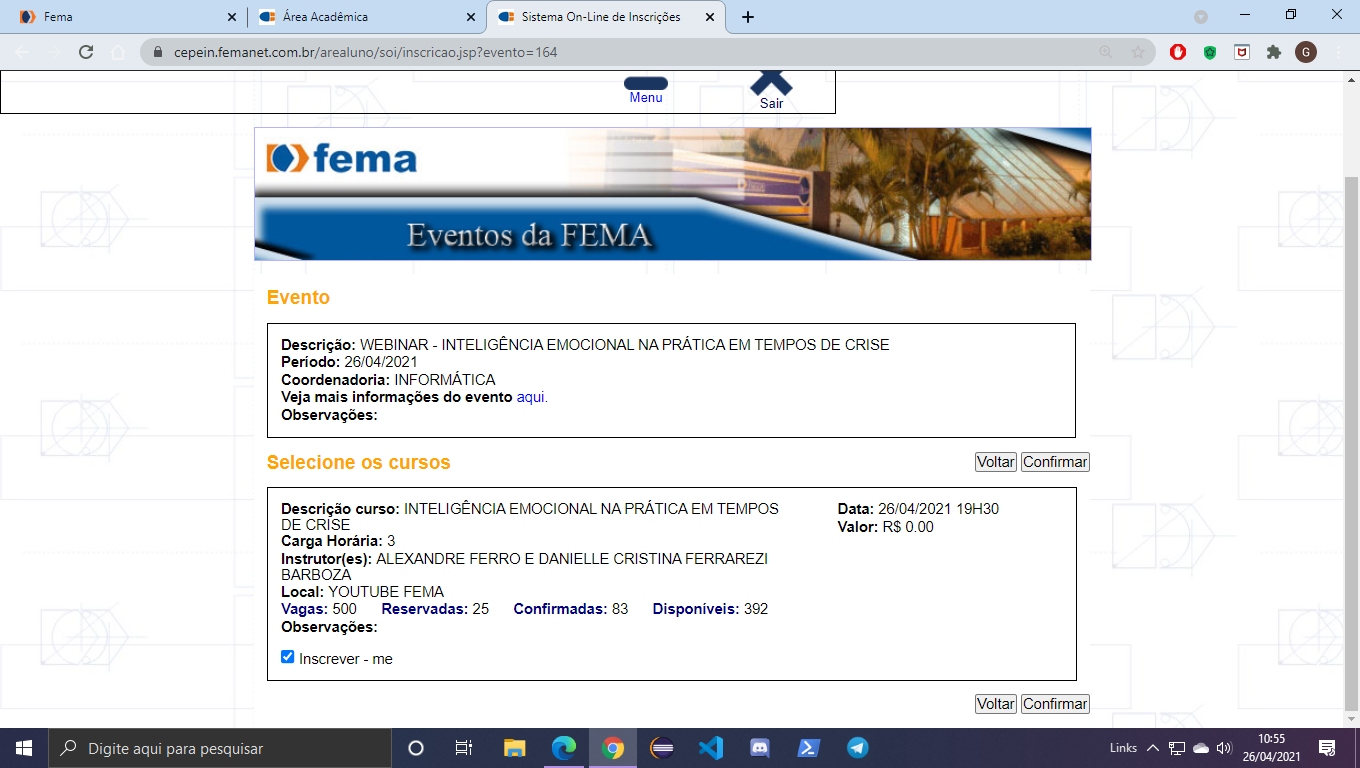 Fema
Área Acadêmica
Sistema On-Line de Inscrições
cepein.femanet.com.br/arealuno/soi/inscricao.jsp?evento=164
G
Menu
Sair
fema
Eventos da FEMA
Evento
Descrição: WEBINAR - INTELIGÊNCIA EMOCIONAL NA PRÁTICA EM TEMPOS DE CRISE
Período: 26/04/2021
Coordenadoria: INFORMÁTICA
Veja mais informações do evento aqui.
Observações:
Selecione os cursos
Voltar Confirmar
Descrição curso: INTELIGÊNCIA EMOCIONAL NA PRÁTICA EM TEMPOS
DE CRISE
Carga Horária: 3
Instrutor(es): ALEXANDRE FERRO E DANIELLE CRISTINA FERRAREZI
BARBOZA
Local: YOUTUBE FEMA
Vagas: 500 Reservadas: 25 Confirmadas: 83 Disponíveis: 392
Observações:
Data: 26/04/2021 19H30
Valor: R$ 0.00
Inscrever - me
Voltar Confirmar
Digite aqui para pesquisar
Links
10:55
26/04/2021